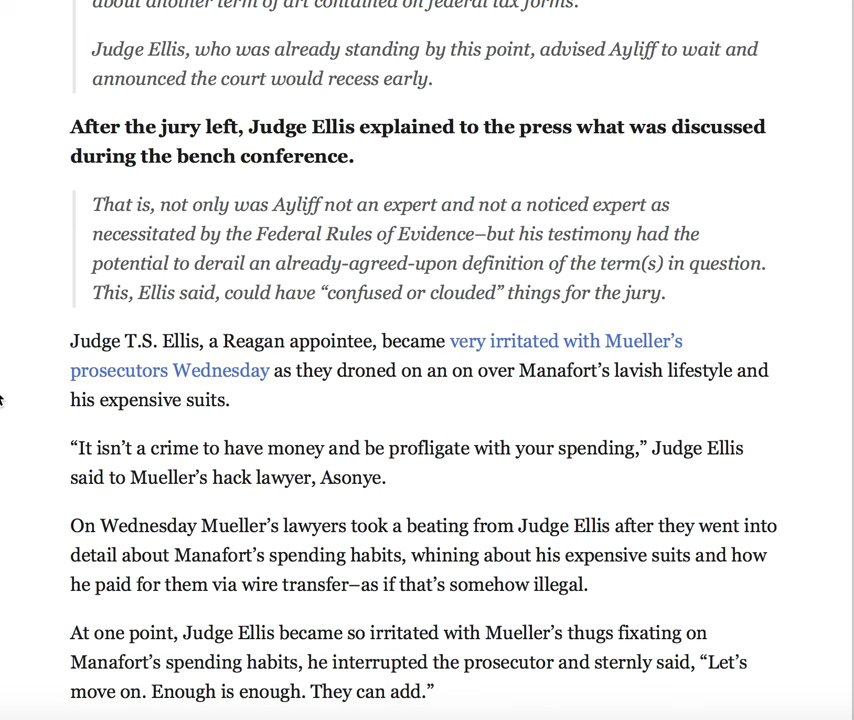 about another term of art contained on federal tax forms.
Judge Ellis, who was already standing by this point, advised Ayliff to wait and
announced the court would recess early.
After the jury left, Judge Ellis explained to the press what was discussed
during the bench conference.
That is, not only was Ayliff not an expert and not a noticed expert as
necessitated by the Federal Rules of Evidence–but his testimony had the
potential to derail an already-agreed-upon definition of the term(s) in question.
This, Ellis said, could have “confused or clouded” things for the jury.
Judge T.S. Ellis, a Reagan appointee, became very irritated with Mueller’s
prosecutors Wednesday as they droned on an on over Manafort’s lavish lifestyle and
his expensive suits.
“It isn’t a crime to have money and be profligate with your spending,” Judge Ellis
said to Mueller’s hack lawyer, Asonye.
On Wednesday Mueller’s lawyers took a beating from Judge Ellis after they went into
detail about Manafort’s spending habits, whining about his expensive suits and how
he paid for them via wire transfer–as if that’s somehow illegal.
At one point, Judge Ellis became so irritated with Mueller’s thugs fixating on
Manafort’s spending habits, he interrupted the prosecutor and sternly said, “Let’s
move on. Enough is enough. They can add.”